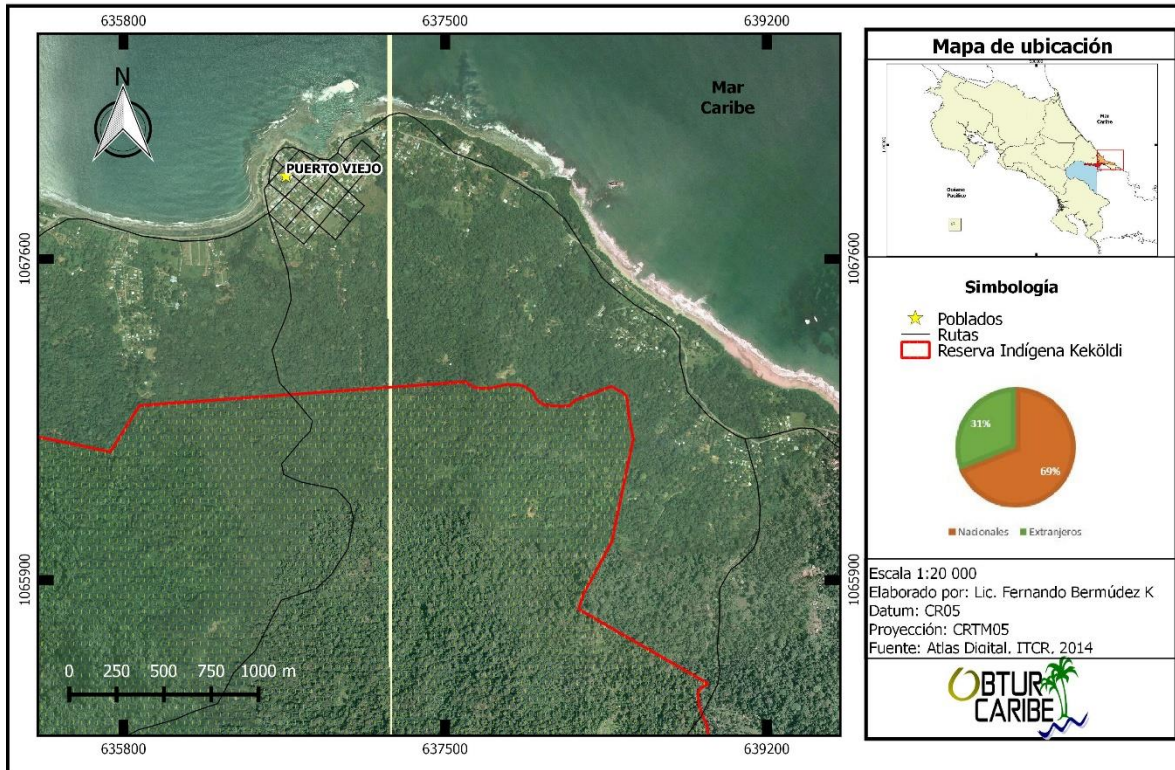 635800
637500
639200
N
Mar
Caribe
PUERTO VIEJO
1067600
1067600
1065900
1065900
0 250 500 750 1000 m
635800
637500
639200
Mapa de ubicación
Mar
Caribe
Océano
Pacífico
Simbología
Poblados
Rutas
Reserva Indígena Keköldi
31%
69%
Nacionales Extranjeros
Escala 1:20 000
Elaborado por: Lic. Fernando Bermúdez K
Datum: CR05
Proyección: CRTM05
Fuente: Atlas Digital, ITCR, 2014
OBTUR
CARIBE